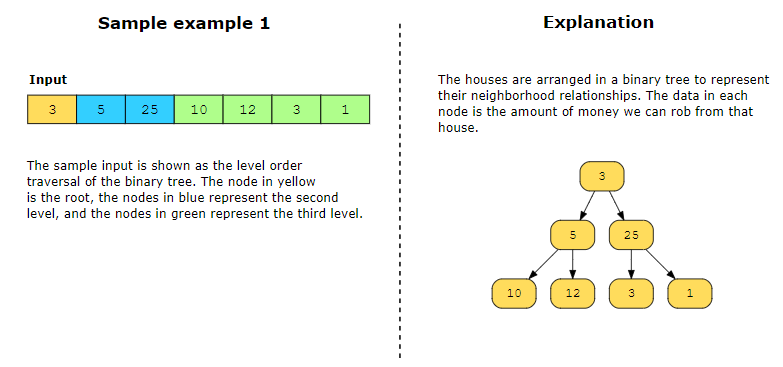 Sample example 1
Input
3 5 25 10 12 3 1
The sample input is shown as the level order
traversal of the binary tree. The node in yellow
is the root, the nodes in blue represent the second
level, and the nodes in green represent the third level.
Explanation
The houses are arranged in a binary tree to represent
their neighborhood relationships. The data in each
node is the amount of money we can rob from that
house.
3
5 25
10 12 3 1